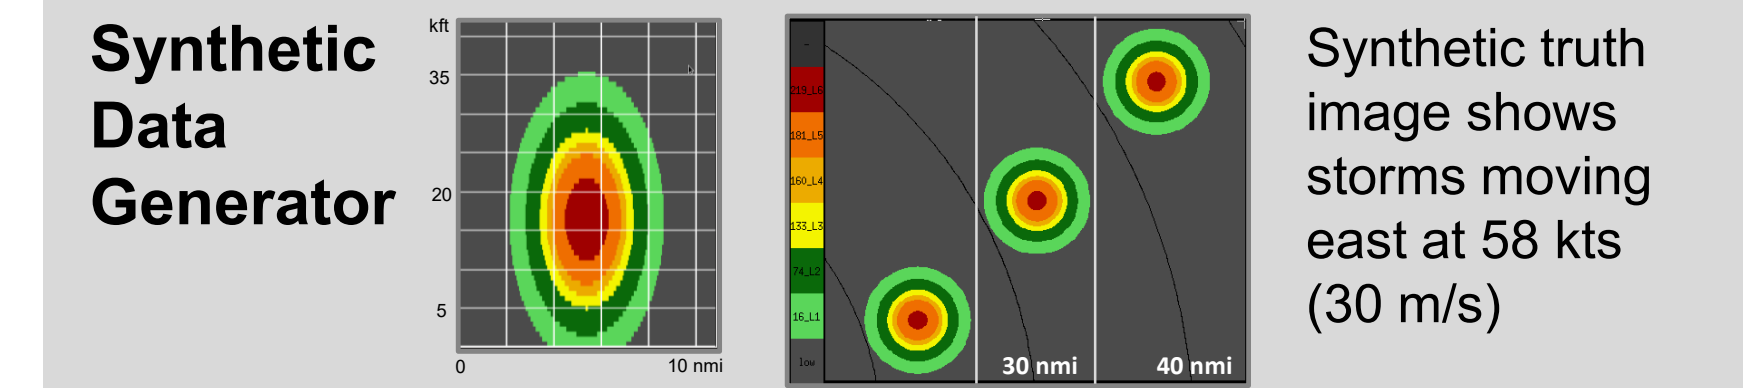 Synthetic
Data
Generator
kft
35
20
5
0
10 nmi
219_L6
181_L5
160_L4
133_L3
74_L2
16_L1
low
30 nmi
40 nmi
Synthetic truth
image shows
storms moving
east at 58 kts
(30 m/s)